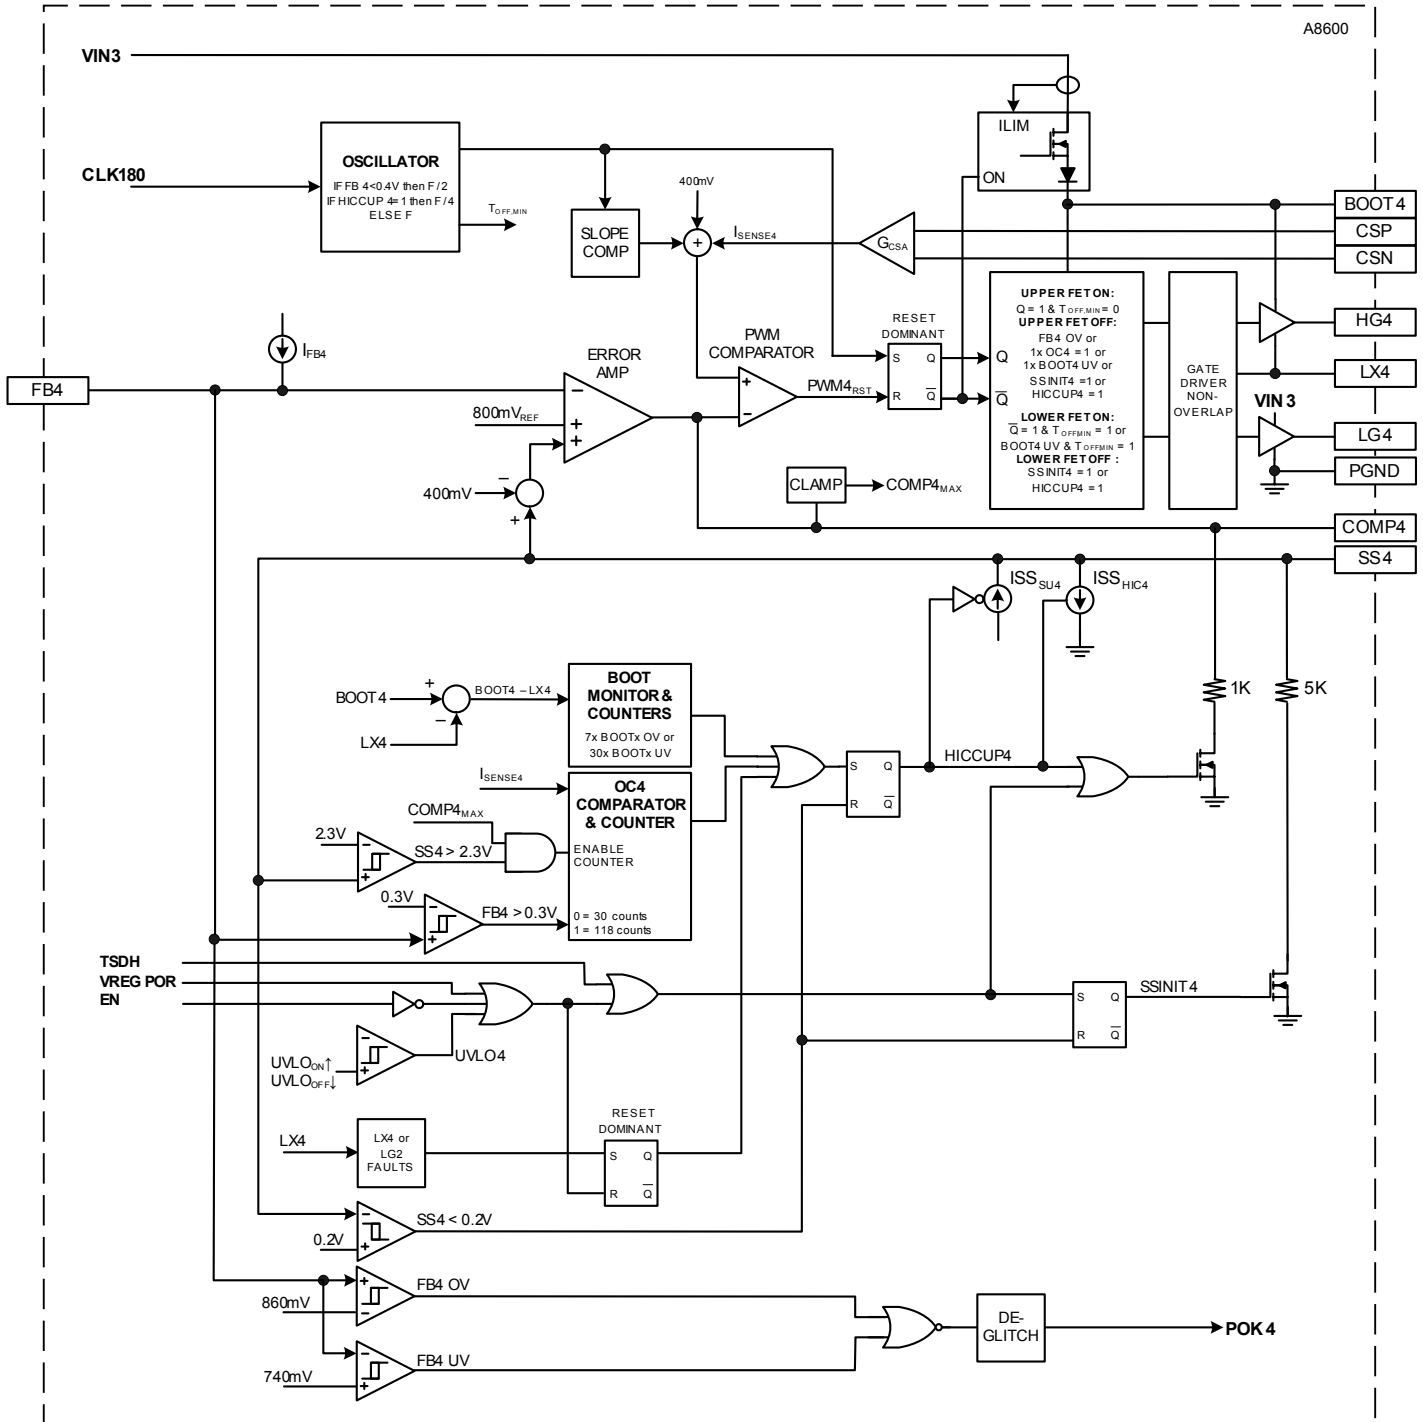 A8600
VIN3
ILIM
ON
CLK180
OSCILLATOR
IF FB 4<0.4V then F/2
IF HICCUP 4=1 then F/4
ELSE F
TOFF,MIN
SLOPE
COMP
400mV
+
ISENSE4
GCSA
BOOT4
CSP
CSN
HG4
LX4
LG4
PGND
COMP4
SS4
FB4
IFB4
ERROR
AMP
−
+
+
800mVREF
400mV
−
+
PWM
COMPARATOR
+
−
PWM4RST
RESET
DOMINANT
S Q
R Q̅
Q
Q̅
UPPER FET ON:
Q = 1 & TOFF,MIN = 0
UPPER FET OFF:
FB4 OV or
1x OC4 = 1 or
1x BOOT4 UV or
SSINIT4 =1 or
HICCUP4 = 1
LOWER FET ON:
Q̅ = 1 & TOFFMIN = 1 or
BOOT4 UV & TOFFMIN = 1
LOWER FET OFF :
SSINIT4 = 1 or
HICCUP4 = 1
GATE
DRIVER
NON-
OVERLAP
VIN 3
CLAMP
COMP4MAX
ISSSU4
ISSHIC4
1K
5K
BOOT4
+
−
LX4
BOOT4 – LX4
BOOT
MONITOR &
COUNTERS
7x BOOTx OV or
30x BOOTx UV
ISENSE4
OC4
COMPARATOR
& COUNTER
ENABLE
COUNTER
0 = 30 counts
1 = 118 counts
COMP4MAX
2.3V
−
+
SS4 > 2.3V
0.3V
−
+
FB4 > 0.3V
S Q
R Q̅
HICCUP4
TSDH
VREG POR
EN
−
+
UVLOON↑
UVLOOFF↓
UVLO4
S Q
R Q̅
SSINIT4
LX4
LX4 or
LG2
FAULTS
RESET
DOMINANT
S Q
R Q̅
−
+
0.2V
SS4 < 0.2V
+
−
860mV
FB4 OV
−
+
740mV
FB4 UV
DE-
GLITCH
POK 4